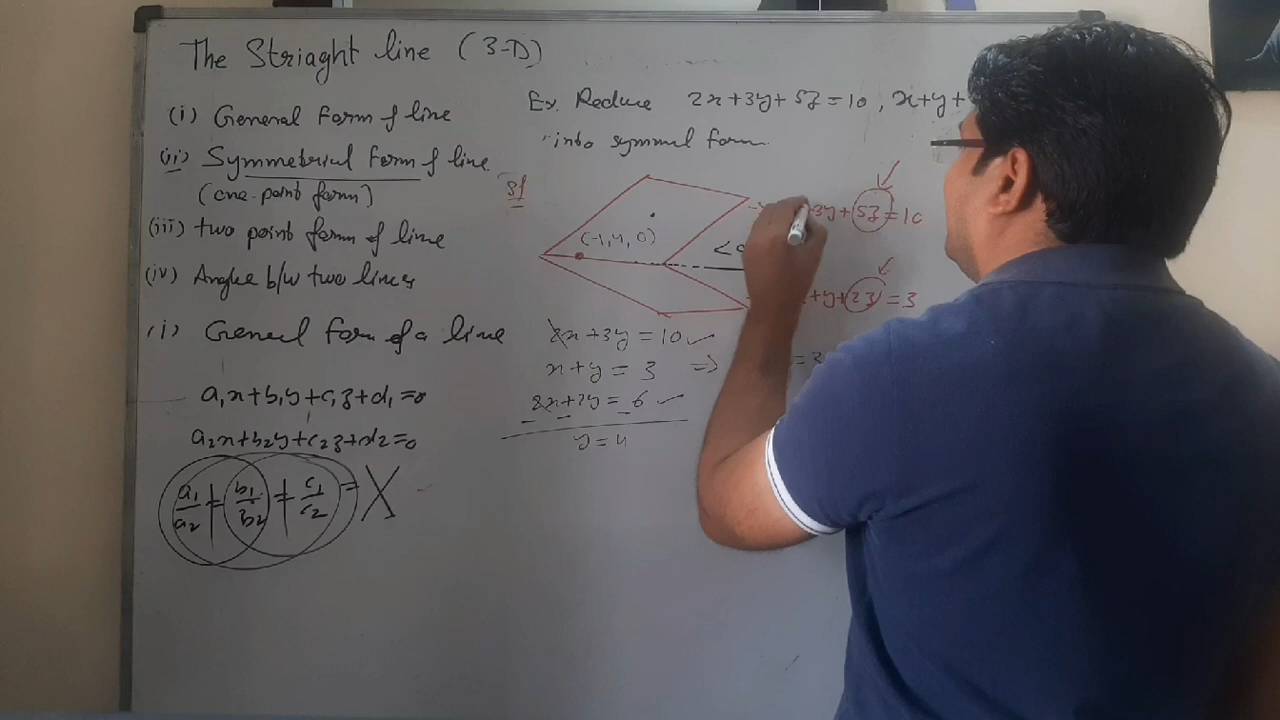 The Striaght line (3-D)
(i) General Form of line
(ii) Symmetrical Form of line
(one-point form)
(iii) two point form of line
(iv) Angle b/w two lines
(i) General form of a line
a₁x+b₁y+c₁z+d₁=0
a₂x+b₂y+c₂z+d₂=0
a₁/a₂ ≠ b₁/b₂ ≠ c₁/c₂ = X
Ex. Reduce 2x+3y+5z=10, x+y+
into symmul form.
(-1,4,0)
3y+5z=10
+y+2z=3
2x+3y=10 ✓
x+y=3 ⇒ =3
2x+2y=6 ✓
y=4